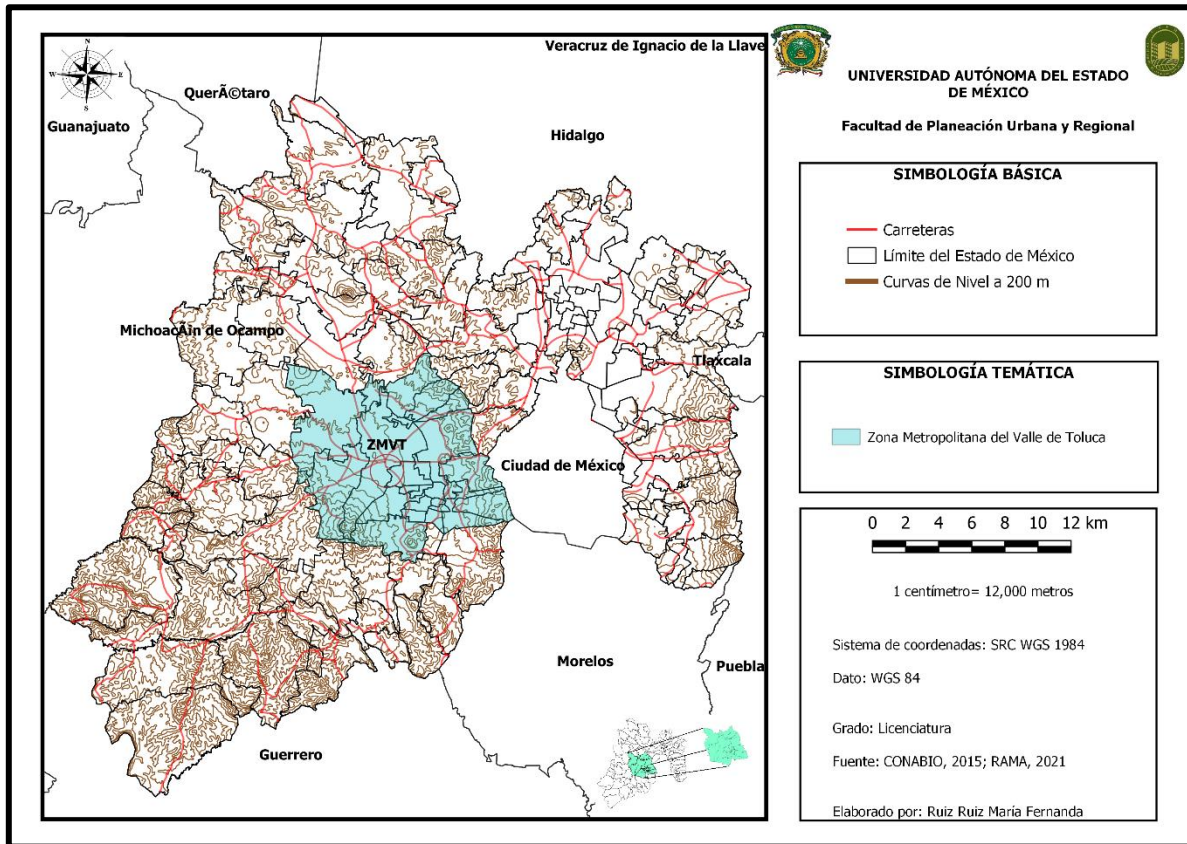 N
W
E
S
Veracruz de Ignacio de la Llave
QuerÃ©taro
Guanajuato
Hidalgo
MichoacÃ¡n de Ocampo
Tlaxcala
ZMVT
Ciudad de México
Morelos
Puebla
Guerrero
UNIVERSIDAD AUTÓNOMA DEL ESTADO
DE MÉXICO
Facultad de Planeación Urbana y Regional
SIMBOLOGÍA BÁSICA
Carreteras
Límite del Estado de México
Curvas de Nivel a 200 m
SIMBOLOGÍA TEMÁTICA
Zona Metropolitana del Valle de Toluca
0 2 4 6 8 10 12 km
1 centímetro= 12,000 metros
Sistema de coordenadas: SRC WGS 1984
Dato: WGS 84
Grado: Licenciatura
Fuente: CONABIO, 2015; RAMA, 2021
Elaborado por: Ruiz Ruiz María Fernanda